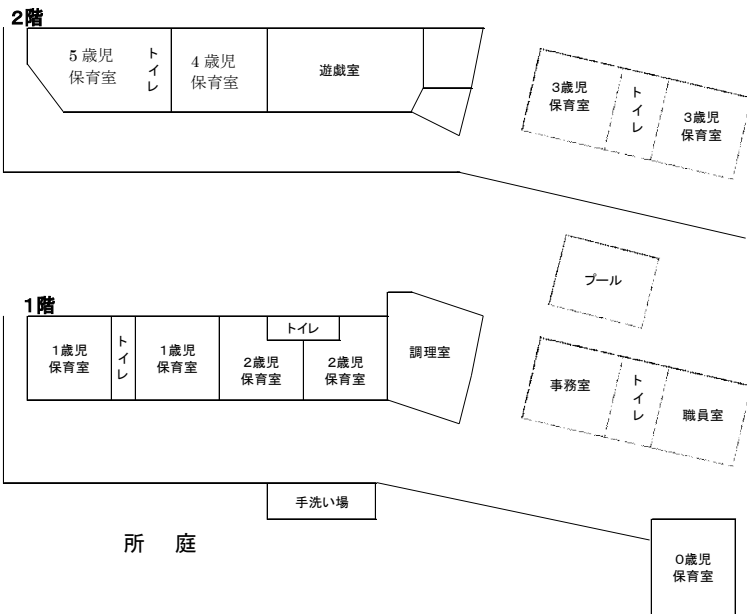 2階
5歳児
保育室
トイレ
4歳児
保育室
遊戯室
3歳児
保育室
トイレ
3歳児
保育室
プール
1階
1歳児
保育室
トイレ
1歳児
保育室
トイレ
2歳児
保育室
2歳児
保育室
調理室
事務室
トイレ
職員室
手洗い場
所庭
0歳児
保育室